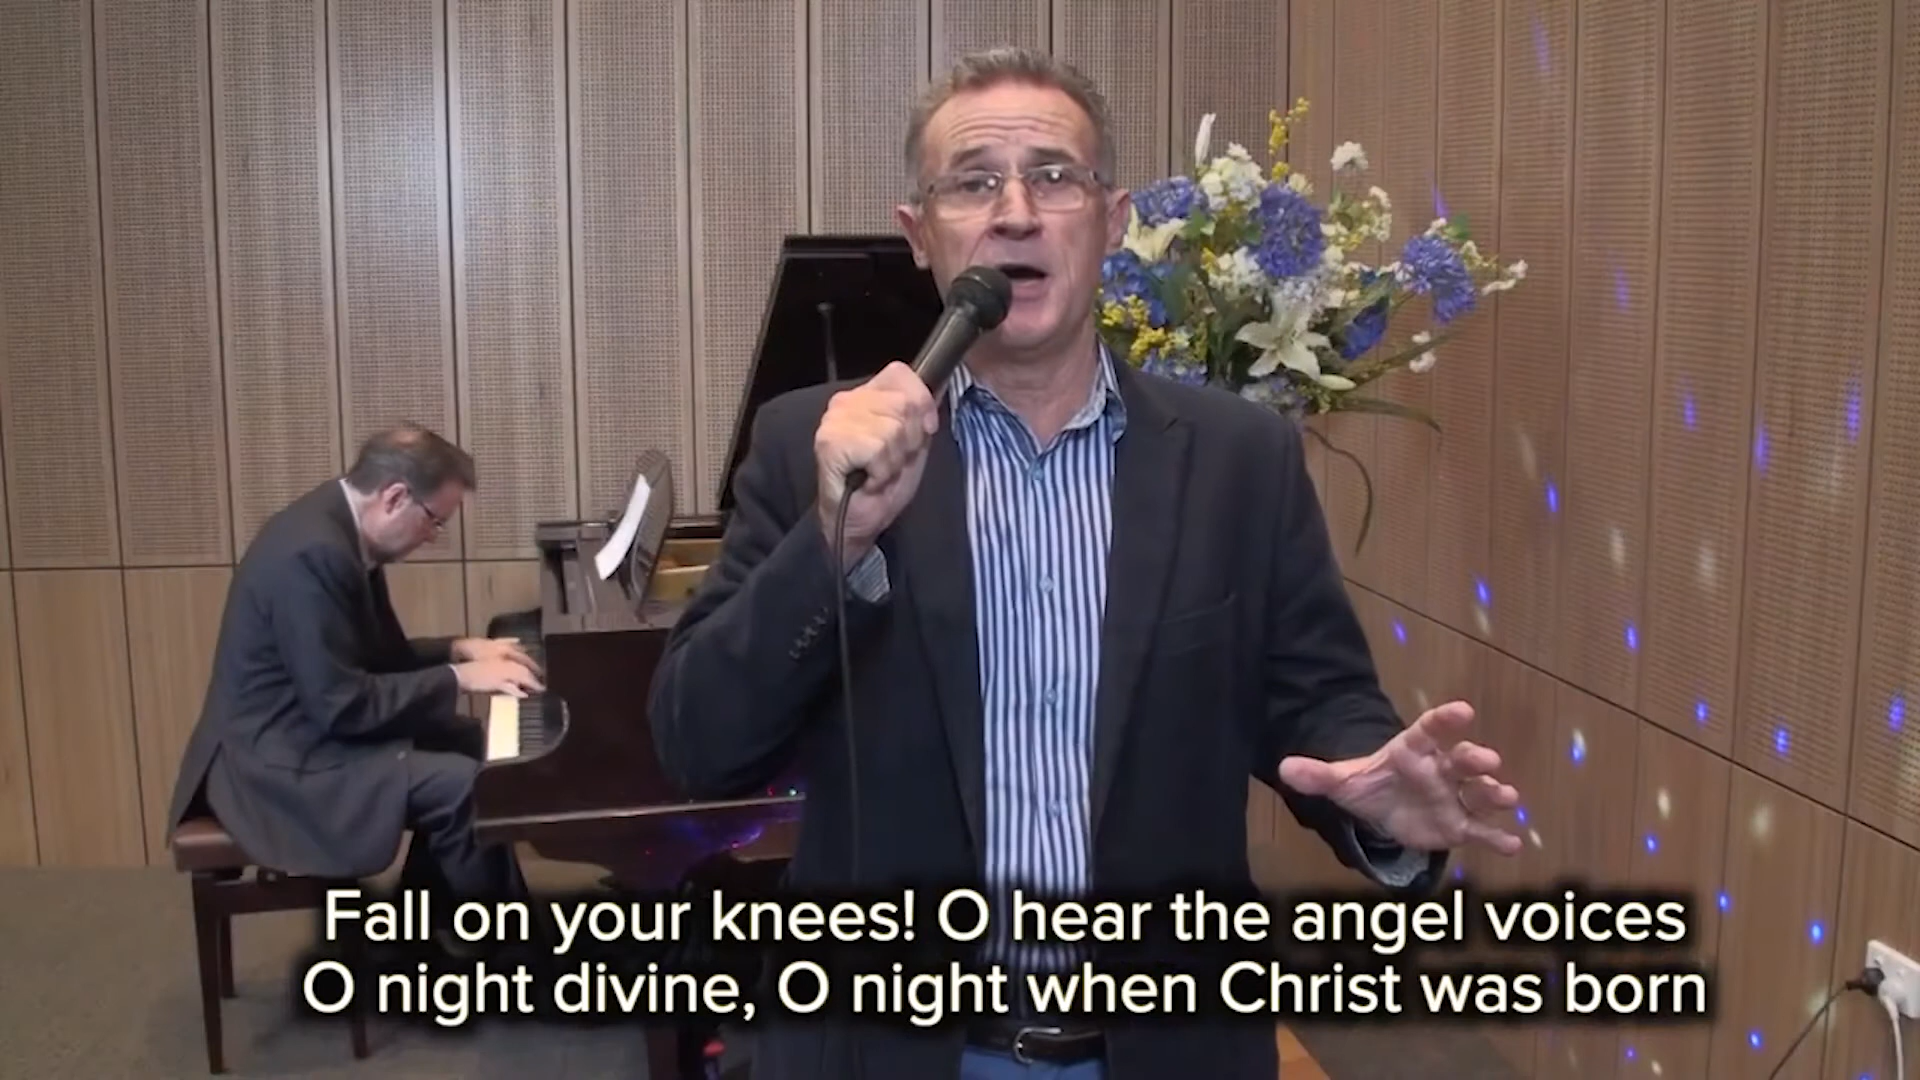 Fall on your knees! O hear the angel voices
O night divine, O night when Christ was born